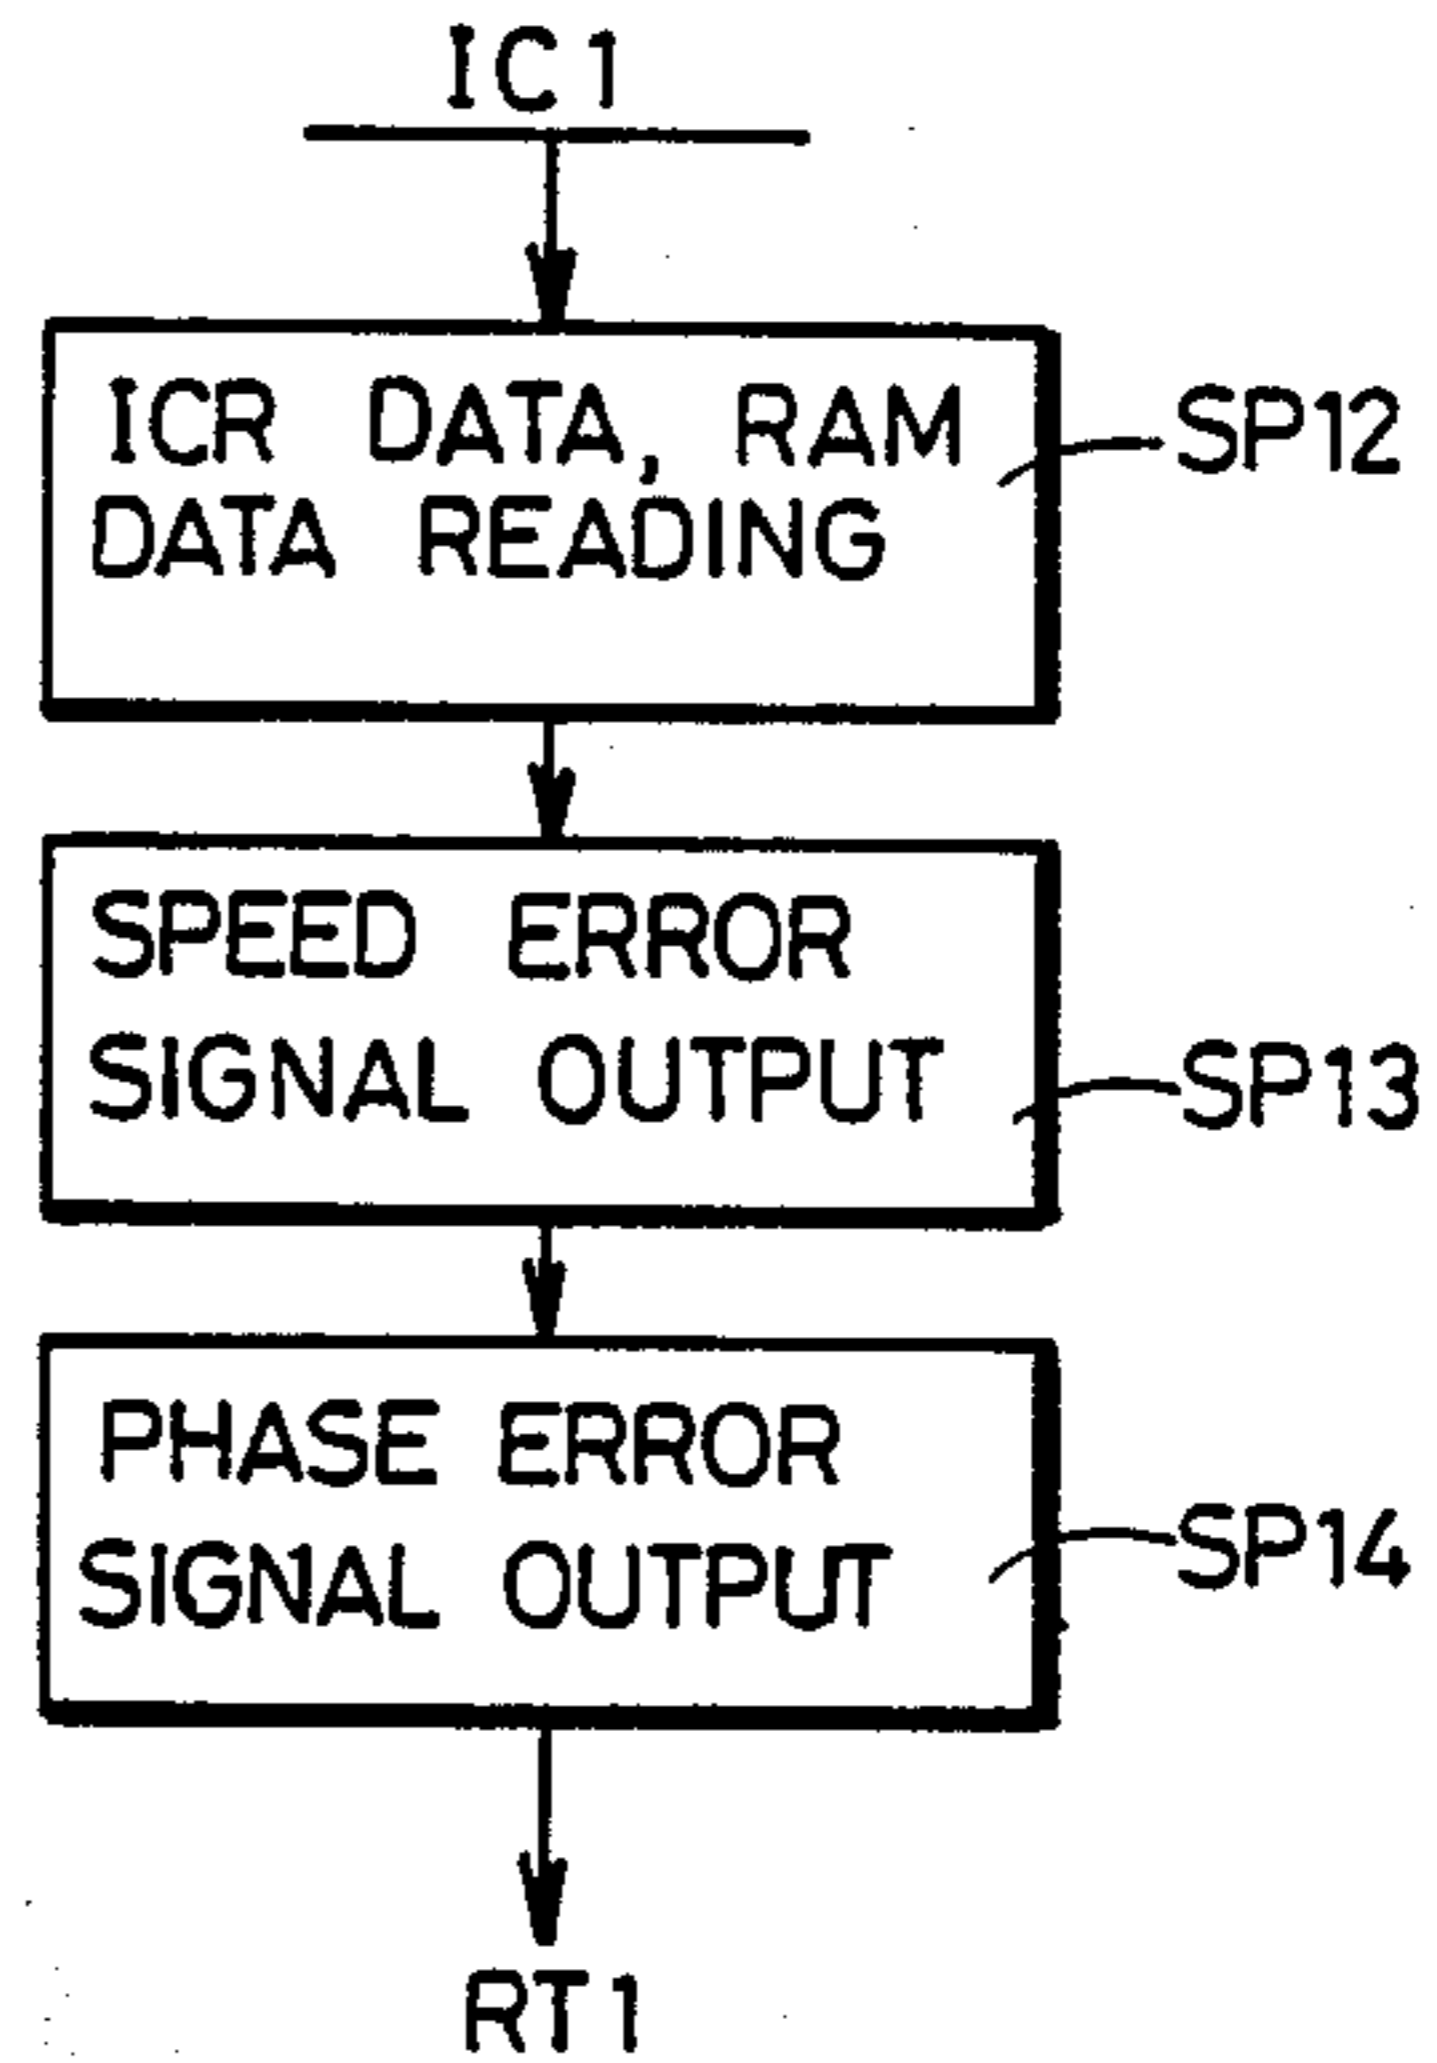 IC1
ICR DATA, RAM
DATA READING
SP12
SPEED ERROR
SIGNAL OUTPUT
SP13
PHASE ERROR
SIGNAL OUTPUT
SP14
RT1